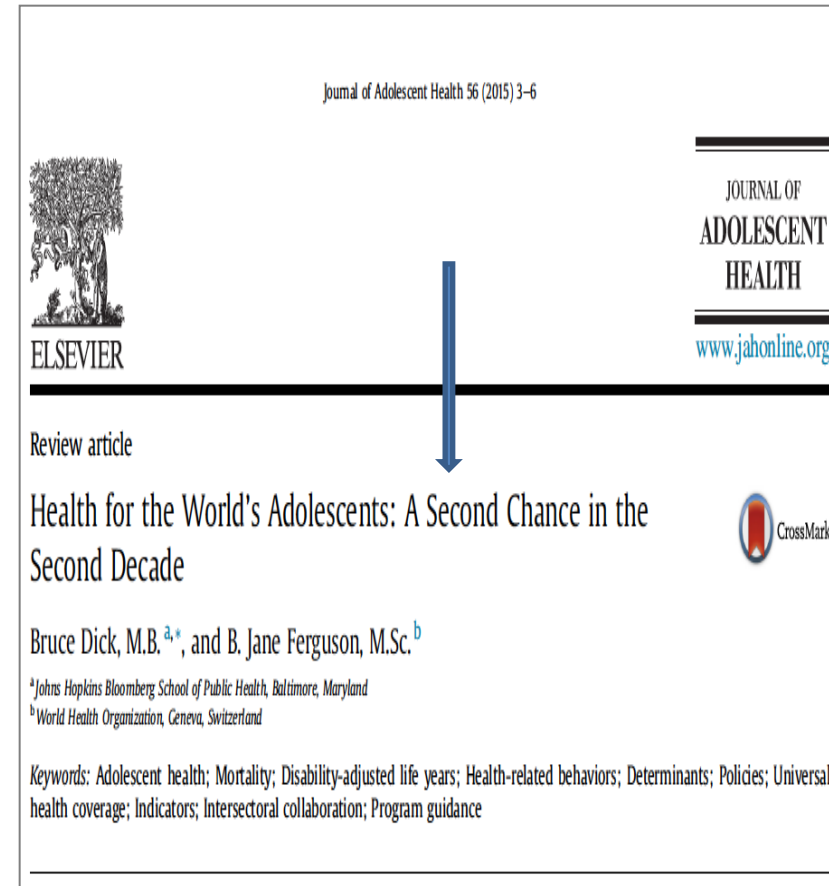 Journal of Adolescent Health 56 (2015) 3–6
ELSEVIER
JOURNAL OF
ADOLESCENT
HEALTH
www.jahonline.org
Review article
Health for the World's Adolescents: A Second Chance in the
Second Decade
CrossMark
Bruce Dick, M.B. a,*, and B. Jane Ferguson, M.Sc. b
a Johns Hopkins Bloomberg School of Public Health, Baltimore, Maryland
b World Health Organization, Geneva, Switzerland
Keywords: Adolescent health; Mortality; Disability-adjusted life years; Health-related behaviors; Determinants; Policies; Universal
health coverage; Indicators; Intersectoral collaboration; Program guidance